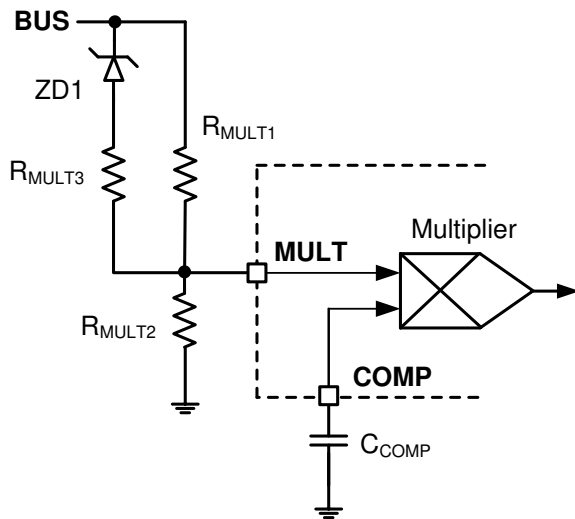 BUS
ZD1
RMULT1
RMULT3
Multiplier
MULT
RMULT2
COMP
CCOMP